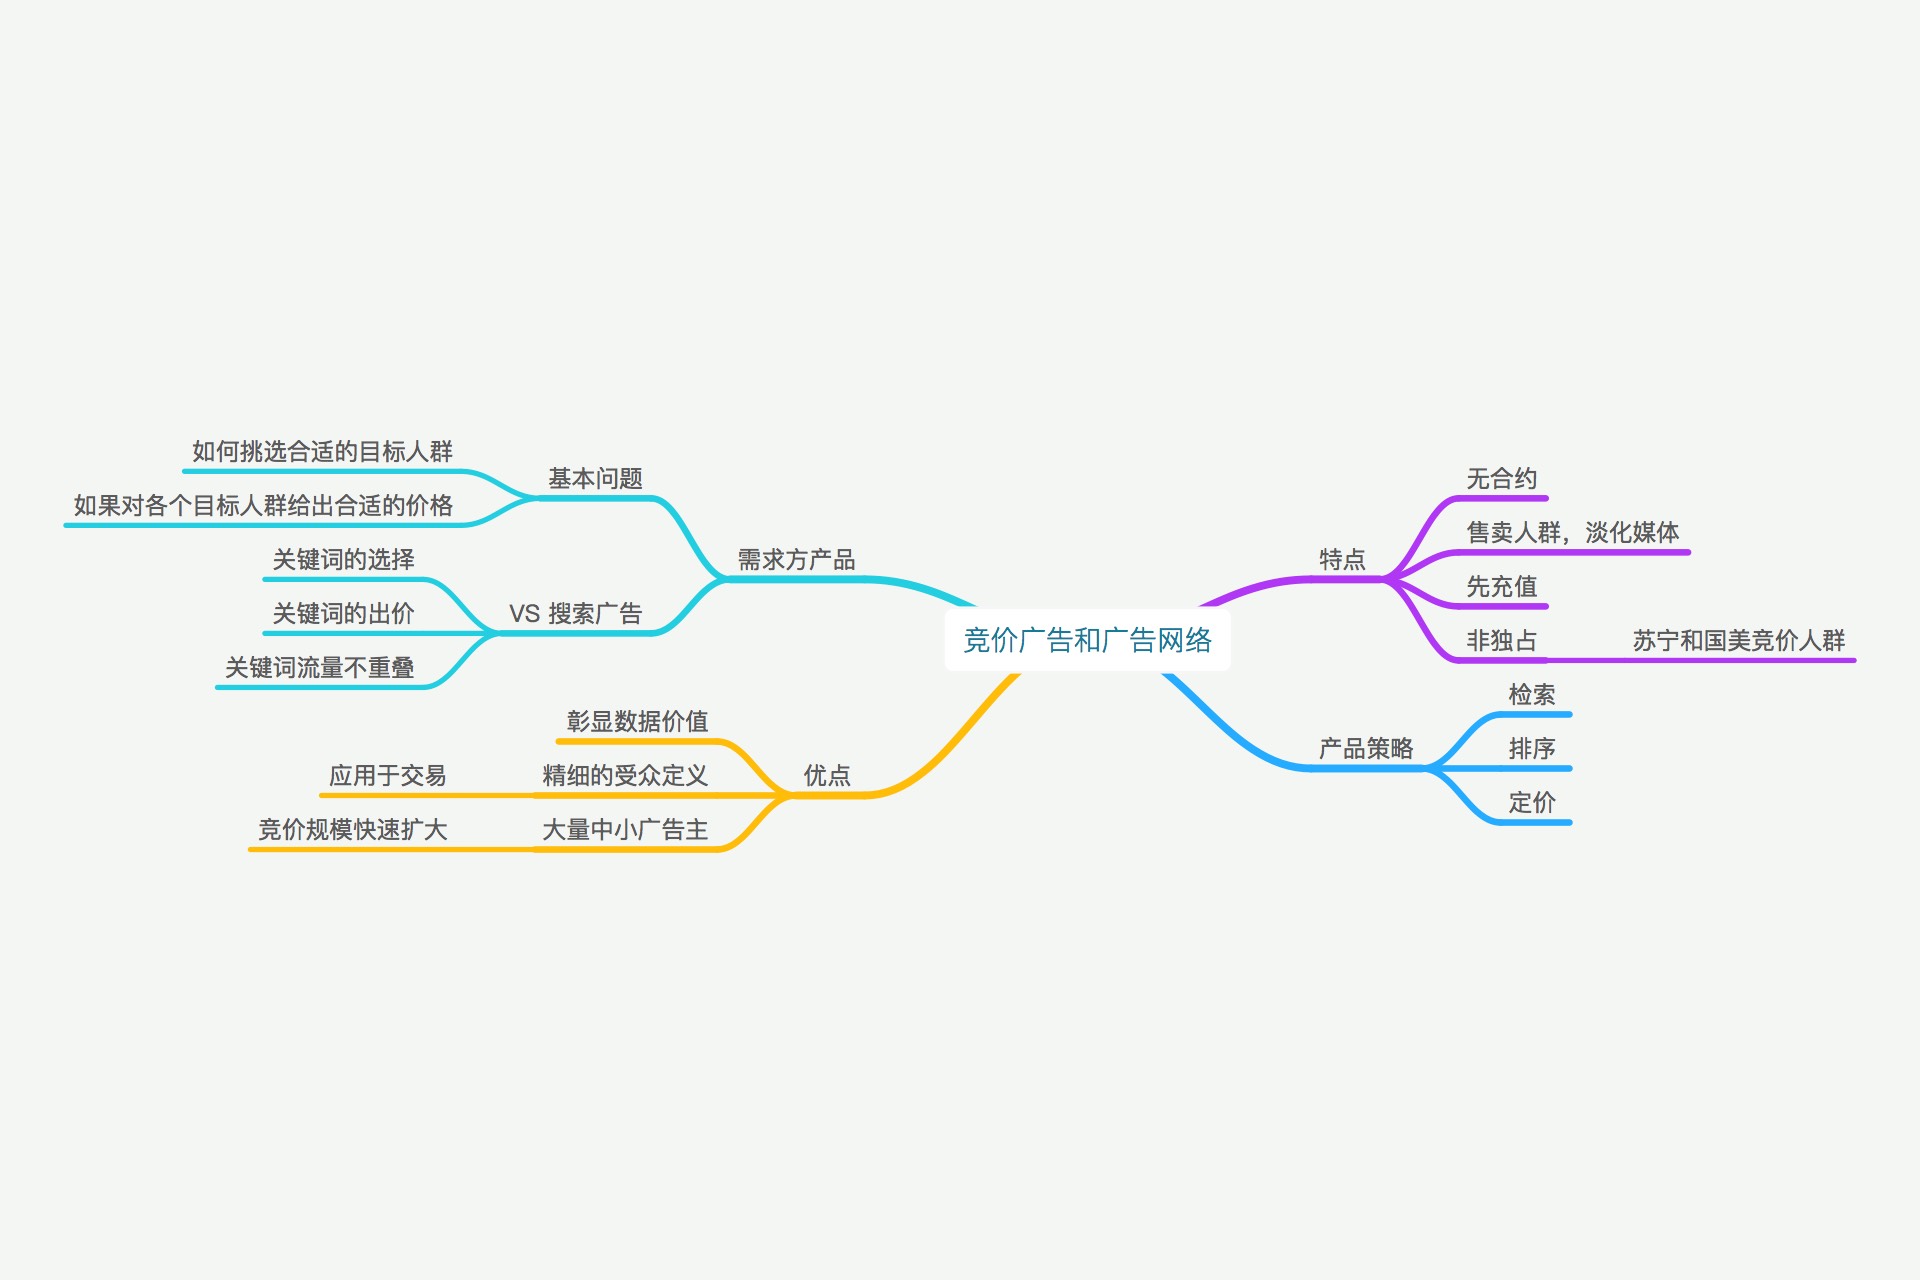 竞价广告和广告网络
特点
无合约
售卖人群，淡化媒体
先充值
非独占
苏宁和国美竞价人群
产品策略
检索
排序
定价
需求方产品
基本问题
如何挑选合适的目标人群
如果对各个目标人群给出合适的价格
VS 搜索广告
关键词的选择
关键词的出价
关键词流量不重叠
优点
彰显数据价值
精细的受众定义
应用于交易
大量中小广告主
竞价规模快速扩大